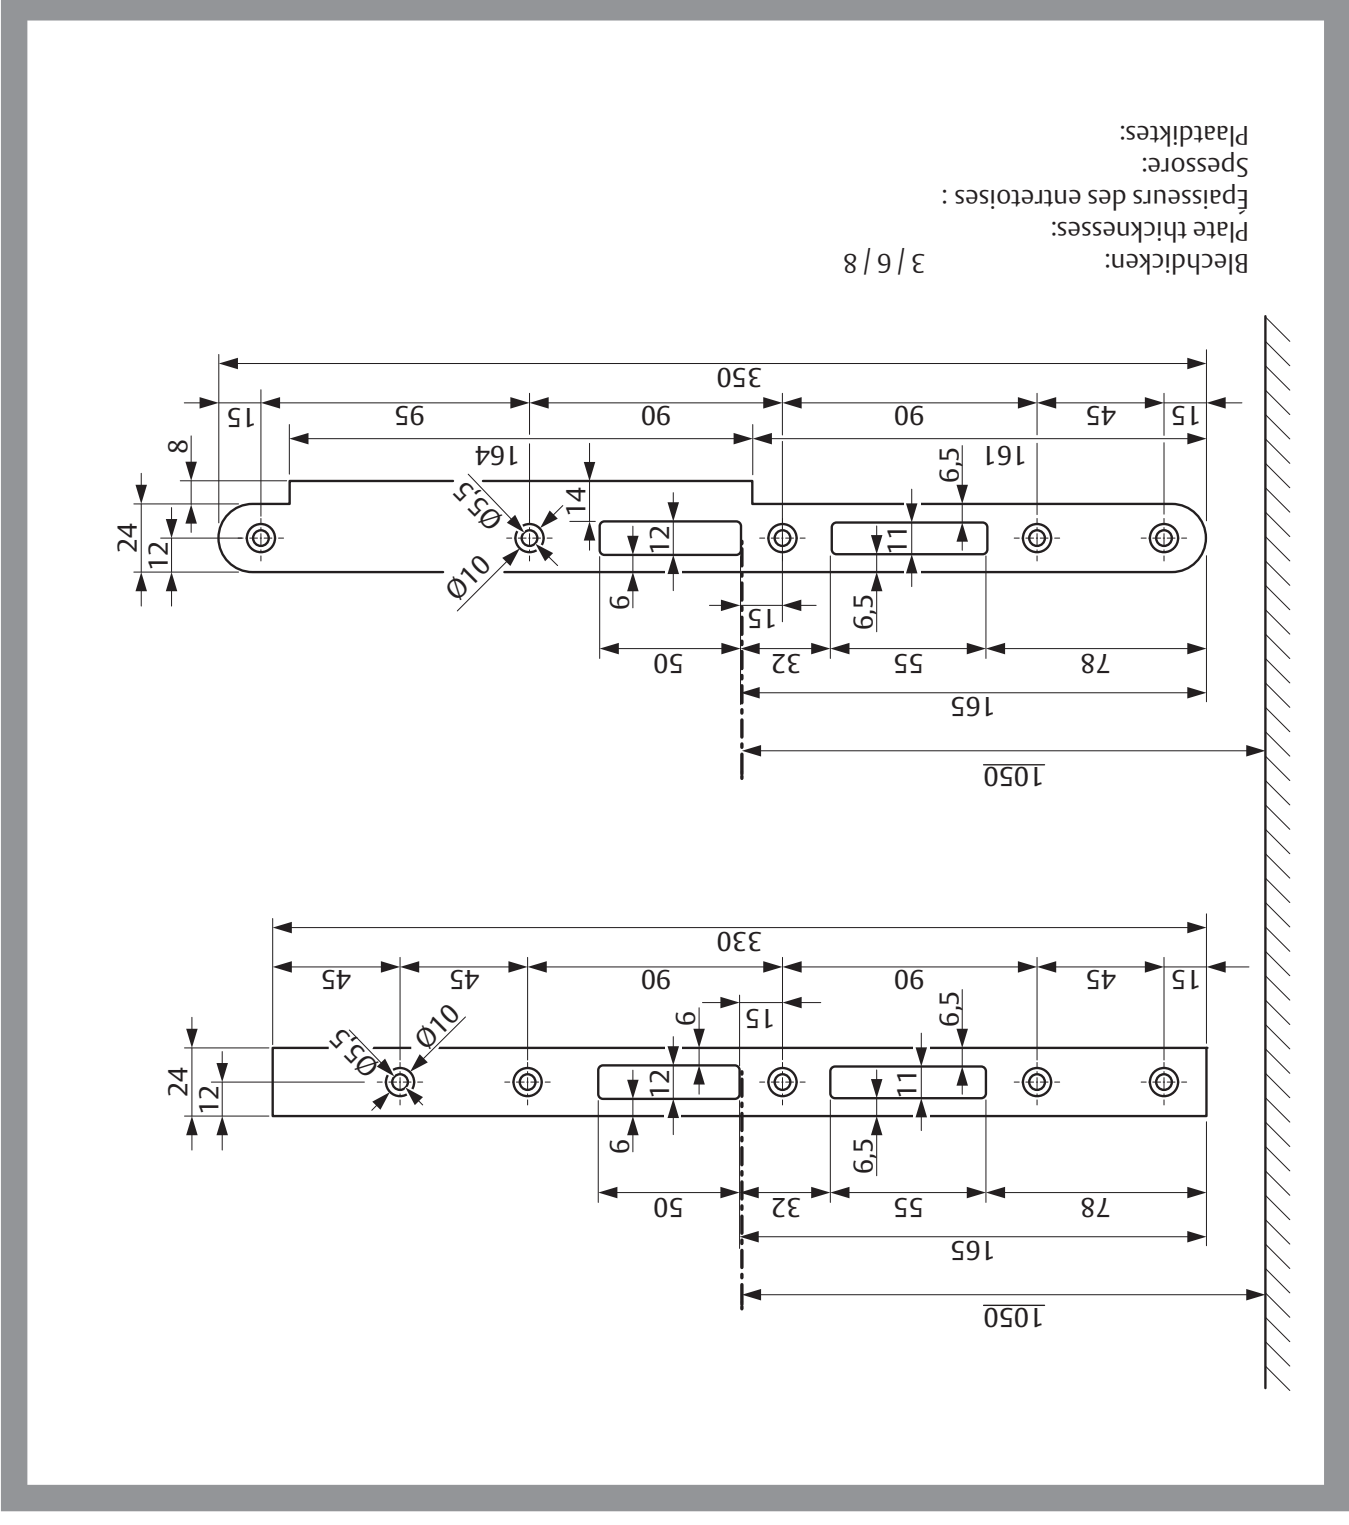 1050
165
78 55 32 50
6,5 6
11 12 12 24
Ø5,5 Ø10
6,5 15 6
15 45 90 90 45 45
330
1050
165
78 55 32 50
6,5 15 6
Ø10
11 12 12 24
14 Ø5,5
6,5
161 164 8
15 45 90 90 95 15
350
Blechdicken: 3 / 6 / 8
Plate thicknesses:
Épaisseurs des entretoises :
Spessore:
Plaatdiktes: